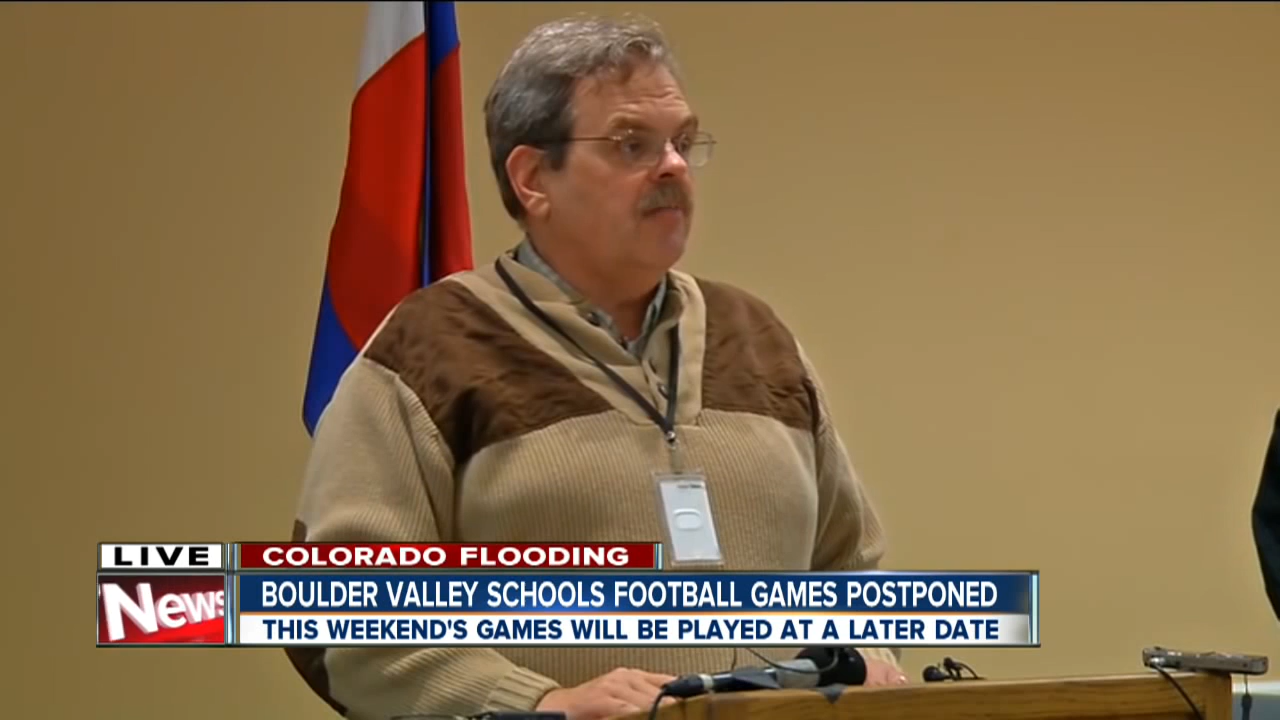 LIVE
COLORADO FLOODING
News
BOULDER VALLEY SCHOOLS FOOTBALL GAMES POSTPONED
THIS WEEKEND'S GAMES WILL BE PLAYED AT A LATER DATE